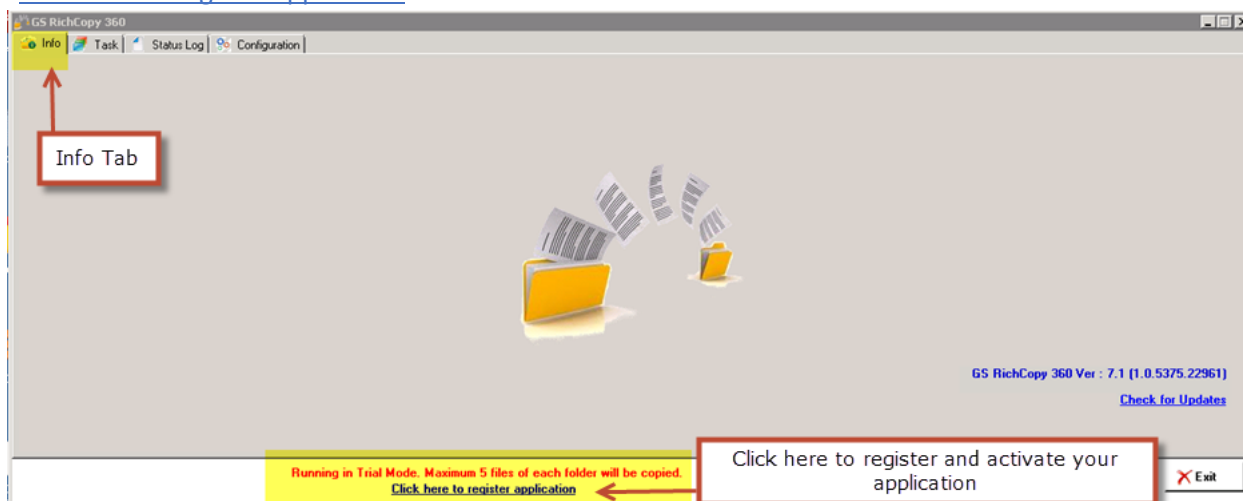 GS RichCopy 360
Info Task Status Log Configuration
Info Tab
GS RichCopy 360 Ver : 7.1 (1.0.5375.22961)
Check for Updates
Running in Trial Mode. Maximum 5 files of each folder will be copied.
Click here to register application
Click here to register and activate your
application
Exit